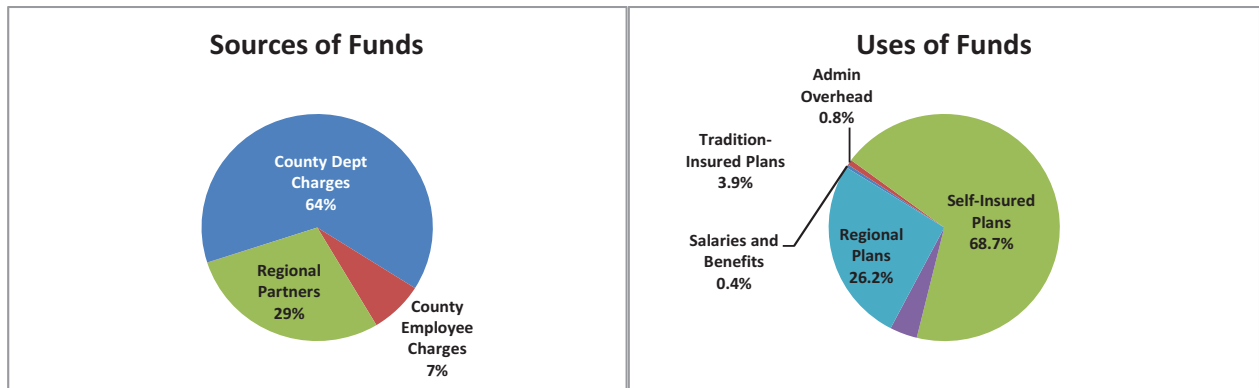 Sources of Funds
County Dept
Charges
64%
Regional
Partners
29%
County
Employee
Charges
7%
Uses of Funds
Admin
Overhead
0.8%
Tradition-
Insured Plans
3.9%
Salaries and
Benefits
0.4%
Regional
Plans
26.2%
Self-Insured
Plans
68.7%